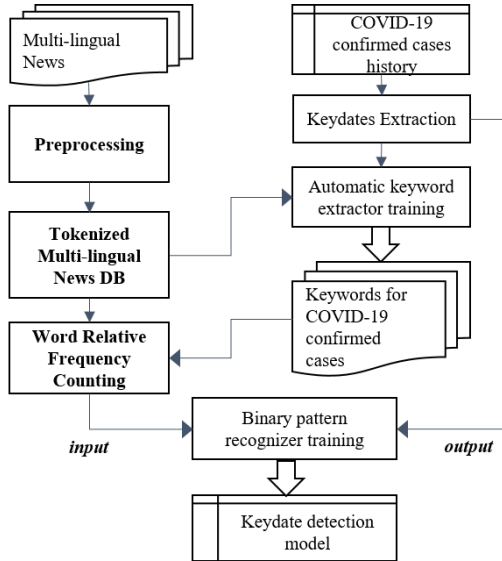 Multi-lingual
News
COVID-19
confirmed cases
history
Preprocessing
Keydates Extraction
Automatic keyword
extractor training
Tokenized
Multi-lingual
News DB
Keywords for
COVID-19
confirmed
cases
Word Relative
Frequency
Counting
input
Binary pattern
recognizer training
output
Keydate detection
model